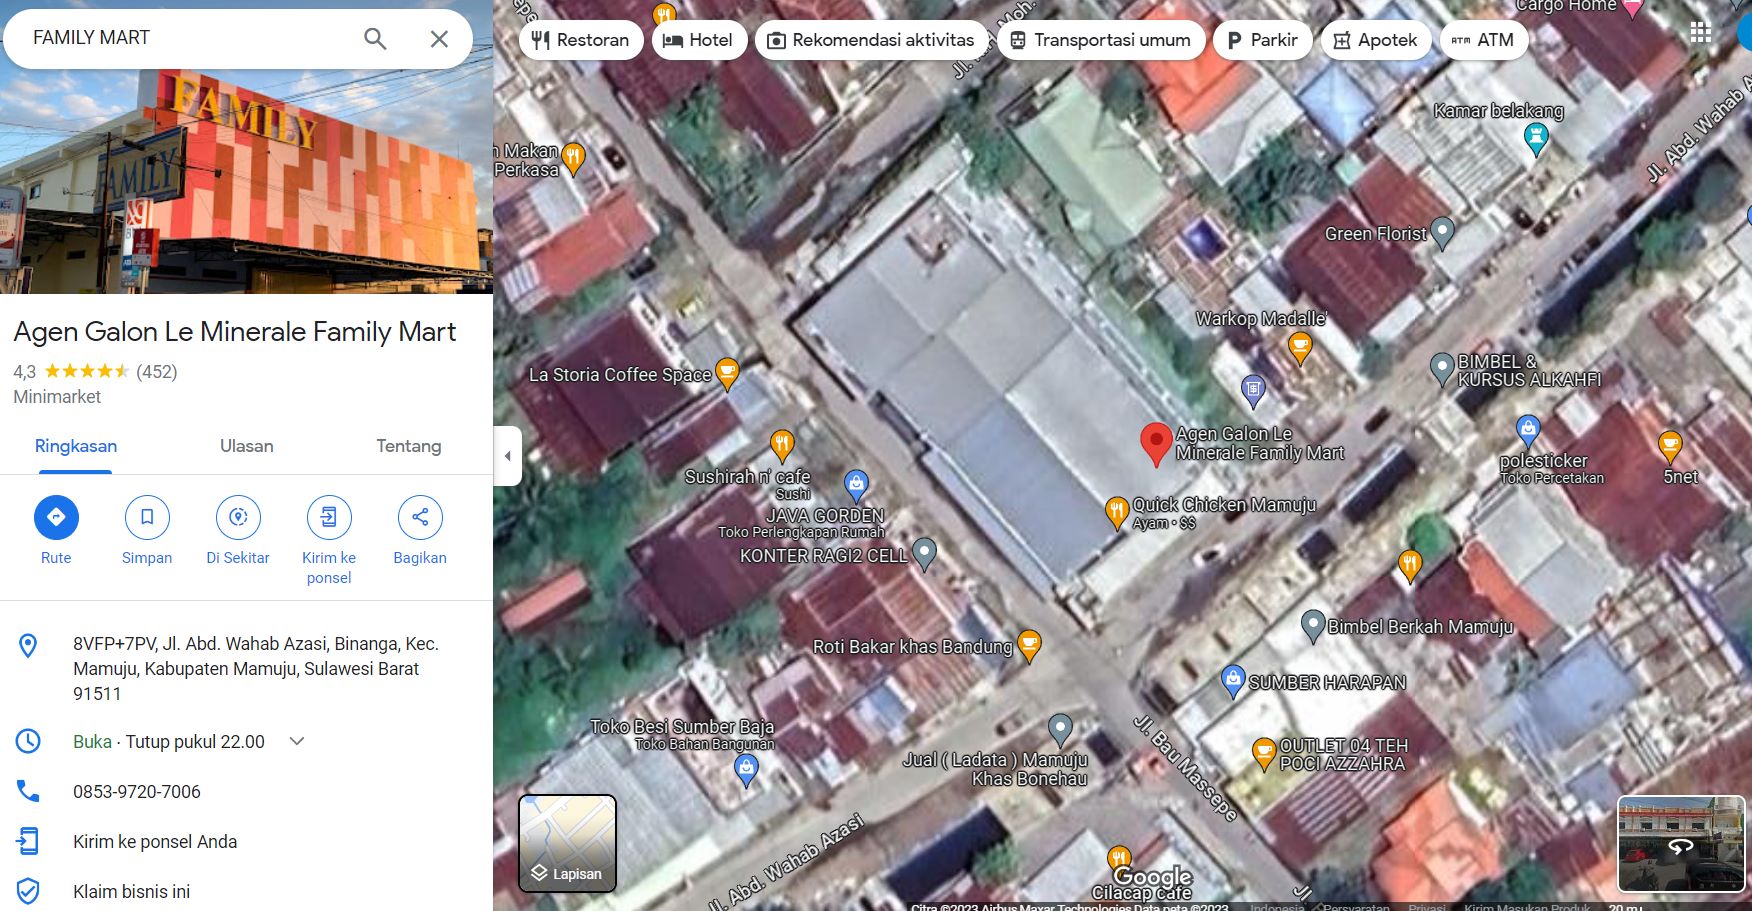 FAMILY MART
Restoran
Hotel
Rekomendasi aktivitas
Transportasi umum
Parkir
Apotek
ATM ATM
FAMILY
FAMILY
Agen Galon Le Minerale Family Mart
4,3 (452)
Minimarket
Ringkasan
Ulasan
Tentang
Rute
Simpan
Di Sekitar
Kirim ke
ponsel
Bagikan
8VFP+7PV, Jl. Abd. Wahab Azasi, Binanga, Kec.
Mamuju, Kabupaten Mamuju, Sulawesi Barat
91511
Buka · Tutup pukul 22.00
0853-9720-7006
Kirim ke ponsel Anda
Klaim bisnis ini
Cargo Home
Kamar belakang
Jl. Abd. Wahab A
Makan
Perkasa
Green Florist
Warkop Madalle'
La Storia Coffee Space
BIMBEL &
KURSUS ALKAHFI
Agen Galon Le
Minerale Family Mart
polesticker
Toko Percetakan
5net
Sushirah n' cafe
Sushi
JAVA GORDEN
Toko Perlengkapan Rumah
Quick Chicken Mamuju
Ayam · $$
KONTER RAGI2 CELL
Roti Bakar khas Bandung
Bimbel Berkah Mamuju
SUMBER HARAPAN
Toko Besi Sumber Baja
Toko Bahan Bangunan
Jl. Bau Massepe
OUTLET 04 TEH
POCI AZZAHRA
Jual ( Ladata ) Mamuju
Khas Bonehau
Jl. Abd. Wahab Azasi
Lapisan
Google
Cilacap cafe
Jl
Citra ©2023 Airbus, Maxar Technologies, Data peta ©2023
Indonesia
Persyaratan
Privasi
Kirim Masukan Produk
20 m